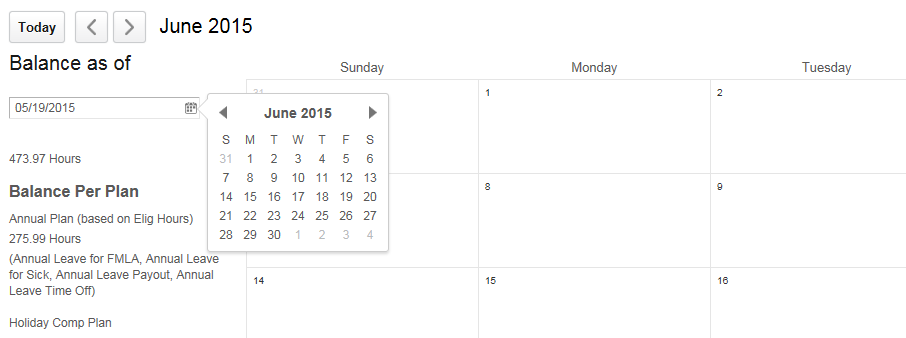 Today
June 2015
Balance as of
Sunday Monday Tuesday
05/19/2015
31 1 2
June 2015
S M T W T F S
31 1 2 3 4 5 6
7 8 9 10 11 12 13
14 15 16 17 18 19 20
21 22 23 24 25 26 27
28 29 30 1 2 3 4
473.97 Hours
Balance Per Plan
8 9
Annual Plan (based on Elig Hours)
275.99 Hours
(Annual Leave for FMLA, Annual Leave
for Sick, Annual Leave Payout, Annual
Leave Time Off)
14 15 16
Holiday Comp Plan